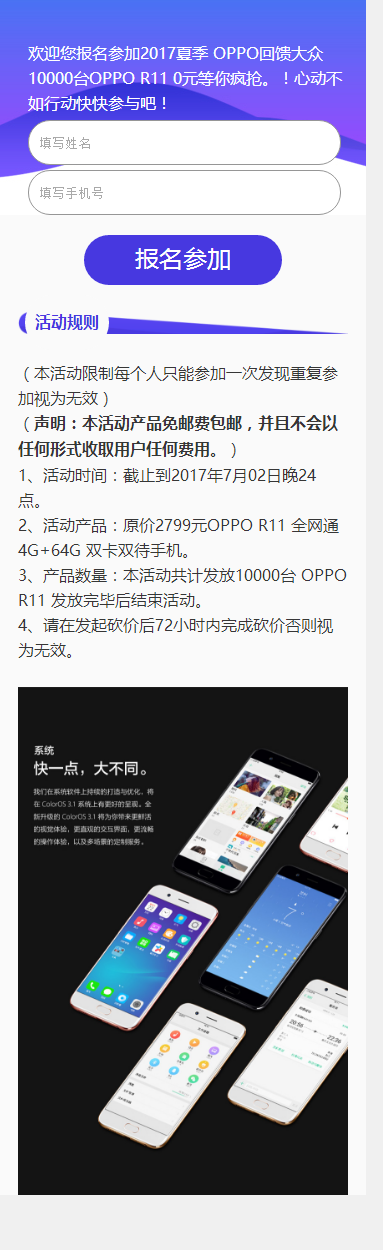 欢迎您报名参加2017夏季 OPPO回馈大众
10000台OPPO R11 0元等你疯抢。！心动不
如行动快快参与吧！
填写姓名
填写手机号
报名参加
活动规则
（本活动限制每个人只能参加一次发现重复参
加视为无效）
（声明：本活动产品免邮费包邮，并且不会以
任何形式收取用户任何费用。）
1、活动时间：截止到2017年7月02日晚24
点。
2、活动产品：原价2799元OPPO R11 全网通
4G+64G 双卡双待手机。
3、产品数量：本活动共计发放10000台 OPPO
R11 发放完毕后结束活动。
4、请在发起砍价后72小时内完成砍价否则视
为无效。
系统
快一点，大不同。
我们在系统软件上持续的打造与优化，将
在 ColorOS 3.1 系统上有更好的呈现。全
新升级的 ColorOS 3.1 将为你带来更鲜活
的视觉体验，更直观的交互界面，更流畅
的操作体验，以及多场景的定制服务。